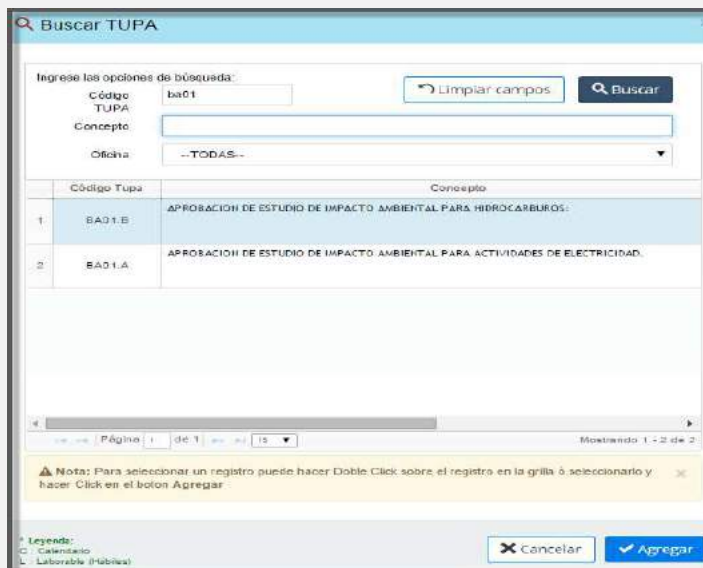 Buscar TUPA
Ingrese las opciones de búsqueda:
Código TUPA
ba01
Limpiar campos
Buscar
Concepto
Oficina
--TODAS--
Código Tupa
Concepto
1
BA01.B
APROBACION DE ESTUDIO DE IMPACTO AMBIENTAL PARA HIDROCARBUROS:
2
BA01.A
APROBACION DE ESTUDIO DE IMPACTO AMBIENTAL PARA ACTIVIDADES DE ELECTRICIDAD.
Página 1 de 1
15
Mostrando 1 - 2 de 2
Nota: Para seleccionar un registro puede hacer Doble Click sobre el registro en la grilla ó seleccionarlo y
hacer Click en el boton Agregar
* Leyenda:
C : Calendario
L : Laborable (Hábiles)
Cancelar
Agregar